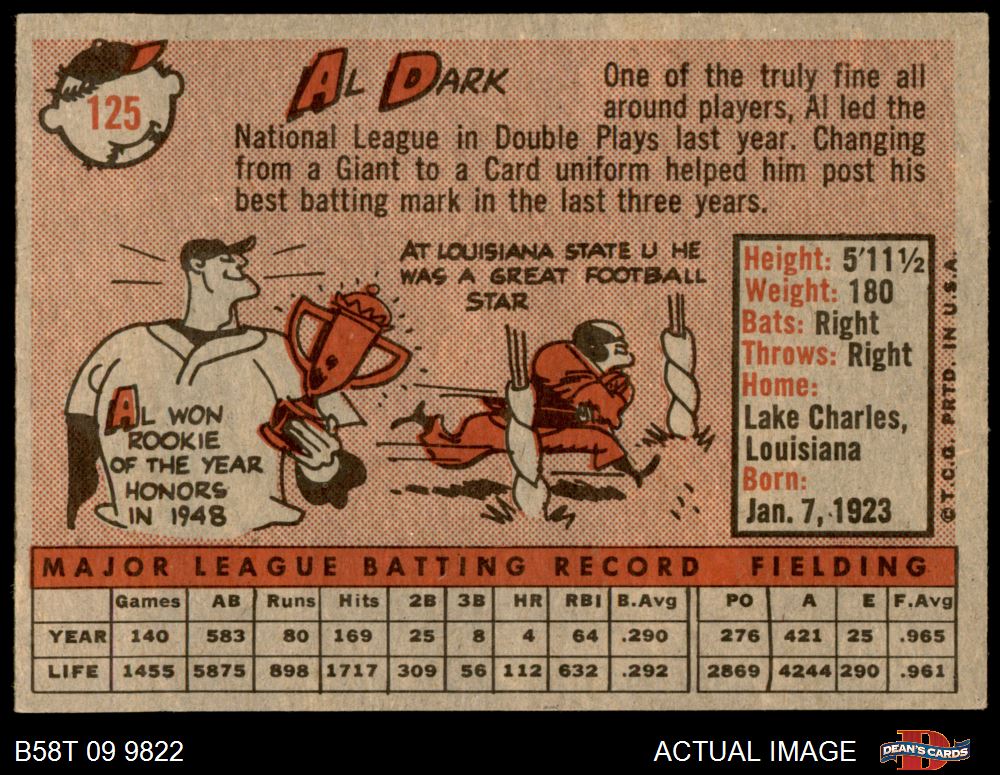 125
AL DARK
One of the truly fine all
around players, Al led the
National League in Double Plays last year. Changing
from a Giant to a Card uniform helped him post his
best batting mark in the last three years.
AL WON
ROOKIE
OF THE YEAR
HONORS
IN 1948
AT LOUISIANA STATE U HE
WAS A GREAT FOOTBALL
STAR
Height: 5'11½
Weight: 180
Bats: Right
Throws: Right
Home:
Lake Charles,
Louisiana
Born:
Jan. 7, 1923
©T.C.G. PRTD. IN U.S.A.
MAJOR LEAGUE BATTING RECORD FIELDING
Games AB Runs Hits 2B 3B HR RBI B.Avg PO A E F.Avg
YEAR 140 583 80 169 25 8 4 64 .290 276 421 25 .965
LIFE 1455 5875 898 1717 309 56 112 632 .292 2869 4244 290 .961
B58T 09 9822 ACTUAL IMAGE DEAN'S CARDS